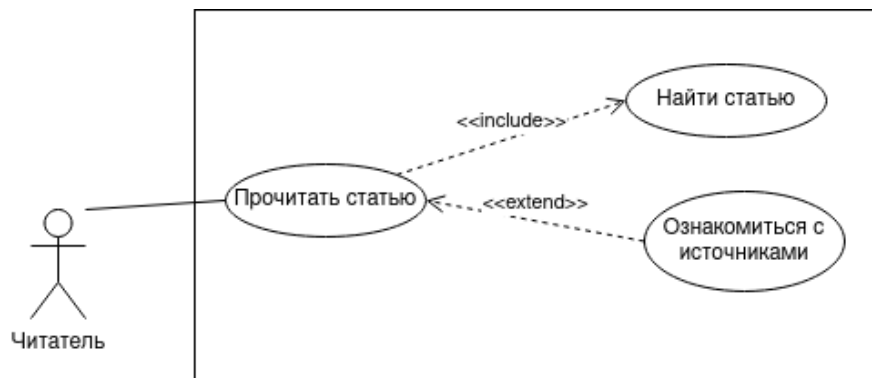 Найти статью
<<include>>
Прочитать статью
<<extend>>
Ознакомиться с
источниками
Читатель